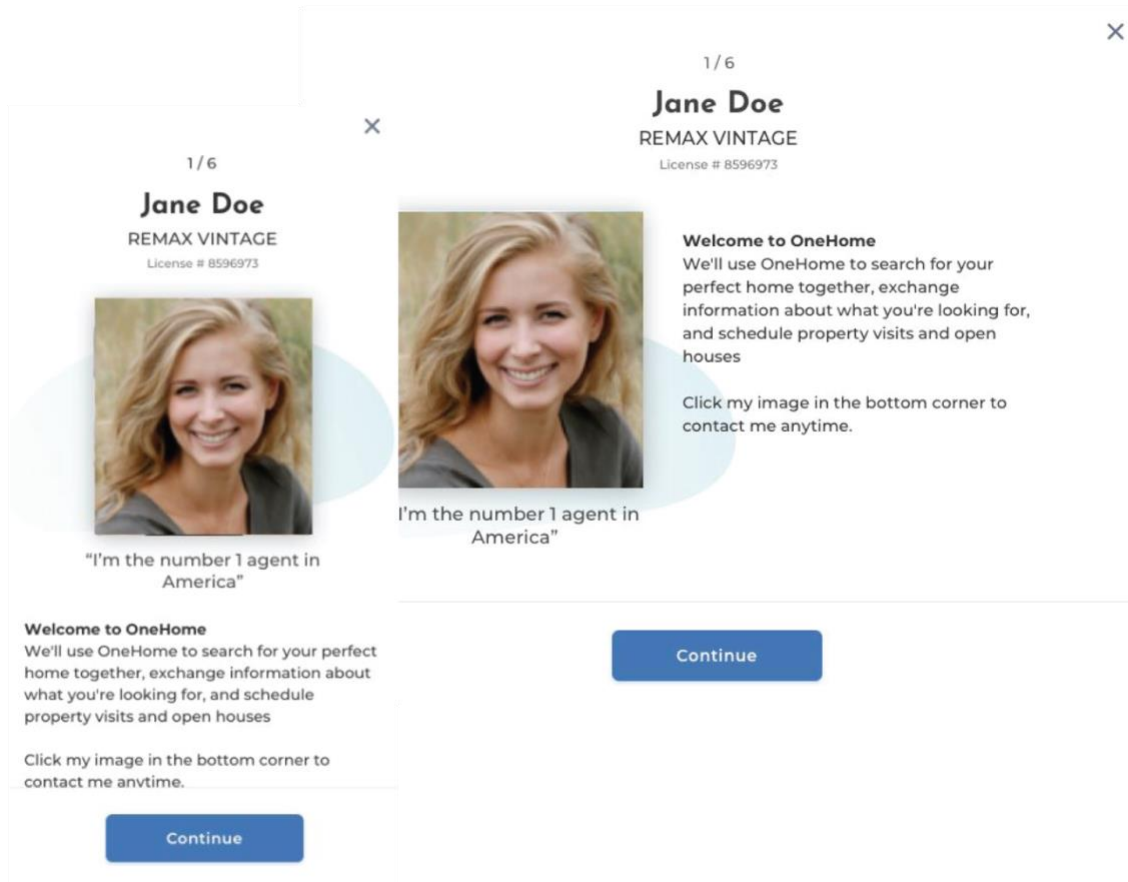 1 / 6
Jane Doe
REMAX VINTAGE
License # 8596973
“I’m the number 1 agent in
America”
Welcome to OneHome
We'll use OneHome to search for your perfect
home together, exchange information about
what you're looking for, and schedule
property visits and open houses
Click my image in the bottom corner to
contact me anytime.
Continue
1 / 6
Jane Doe
REMAX VINTAGE
License # 8596973
I’m the number 1 agent in
America”
Welcome to OneHome
We'll use OneHome to search for your
perfect home together, exchange
information about what you're looking for,
and schedule property visits and open
houses
Click my image in the bottom corner to
contact me anytime.
Continue